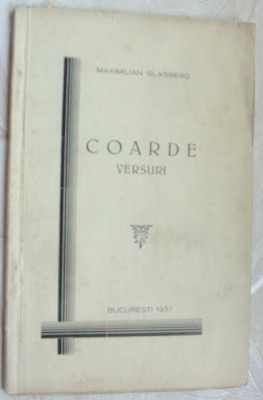 MAXIMILIAN GLASBERG
COARDE
VERSURI
BUCUREȘTI 1937